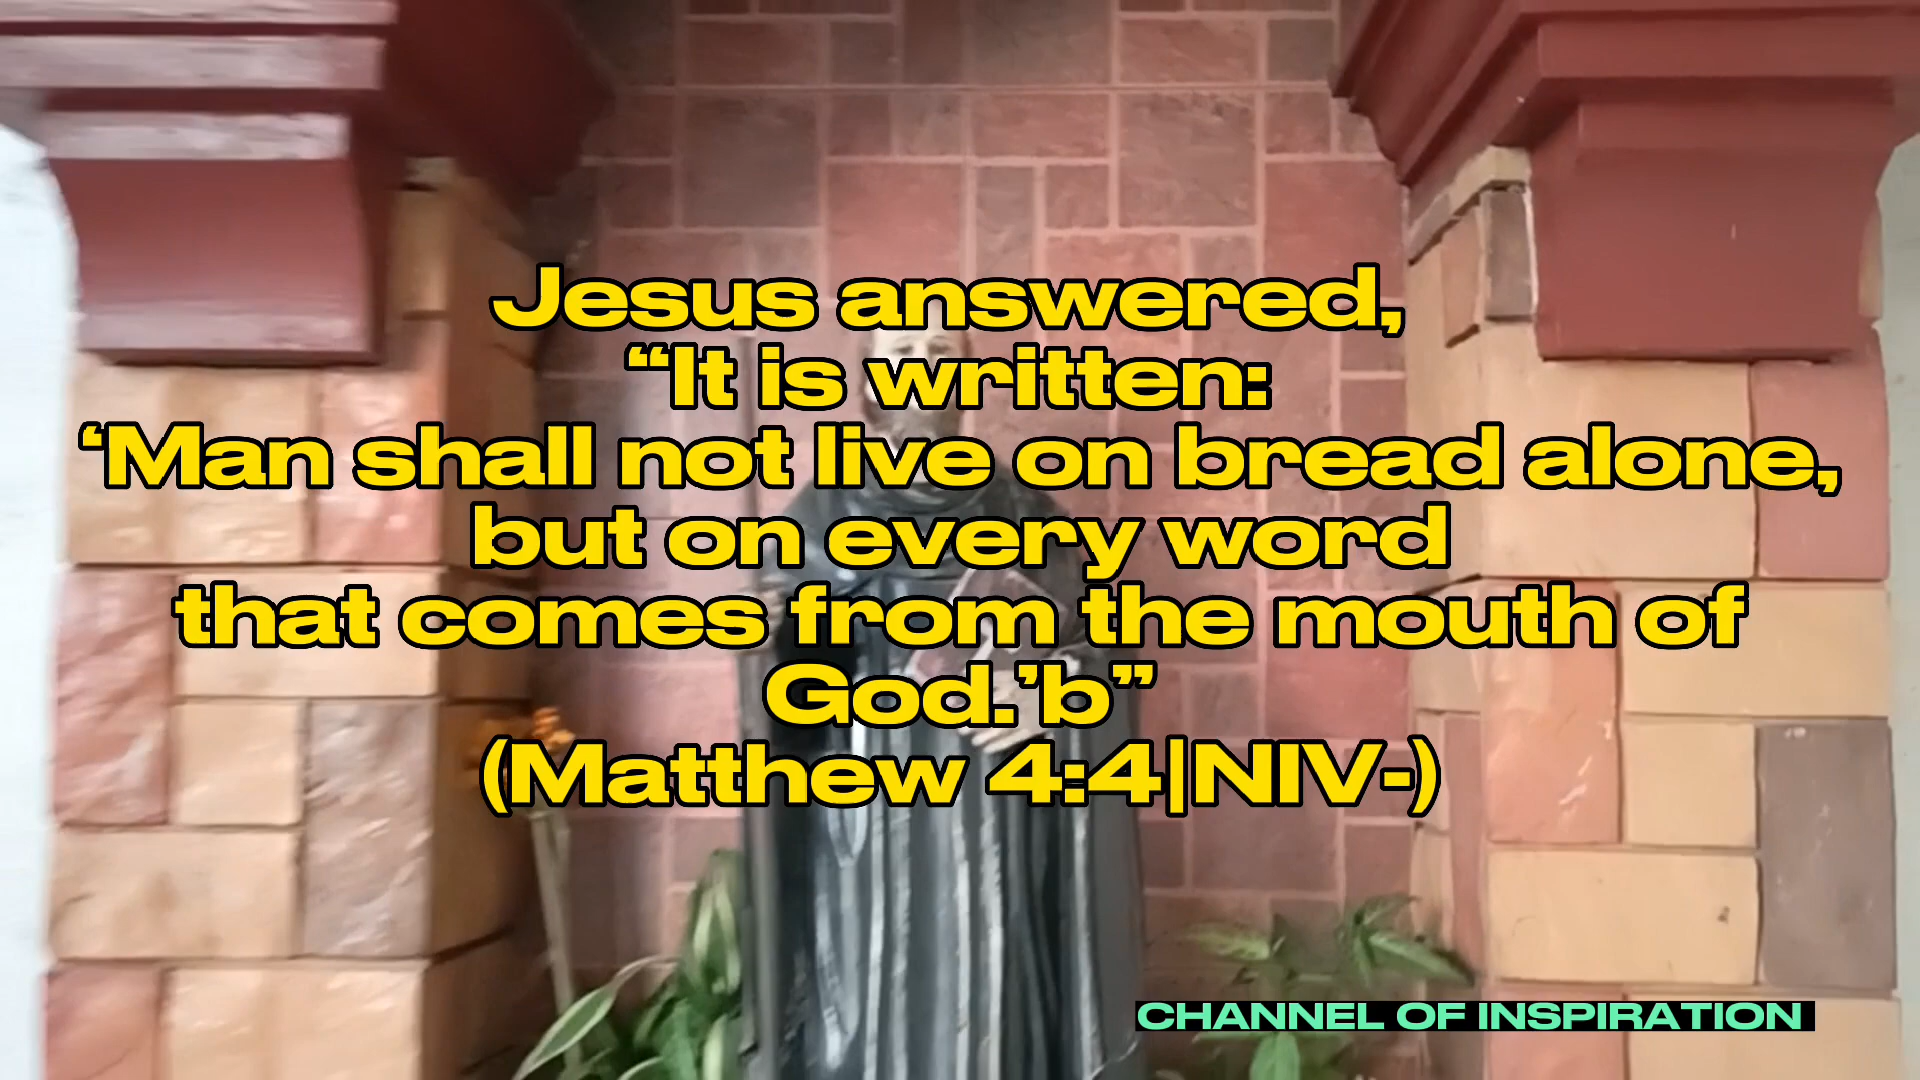 Jesus answered,
“It is written:
‘Man shall not live on bread alone,
but on every word
that comes from the mouth of
God.’b”
(Matthew 4:4|NIV-)
CHANNEL OF INSPIRATION